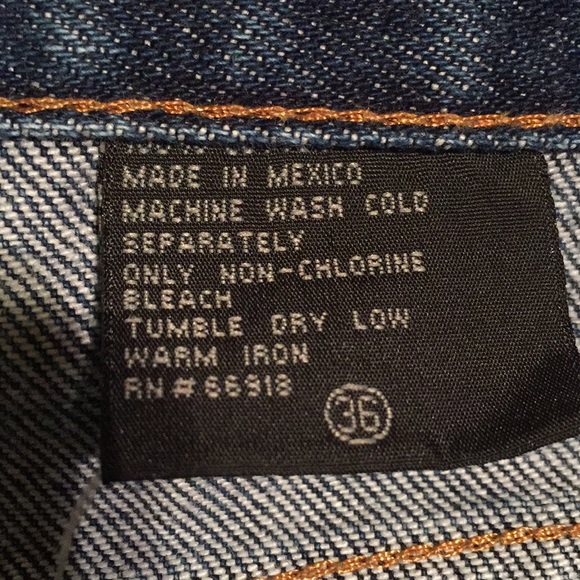 MADE IN MEXICO
MACHINE WASH COLD
SEPARATELY
ONLY NON-CHLORINE
BLEACH
TUMBLE DRY LOW
WARM IRON
RN#66918
36